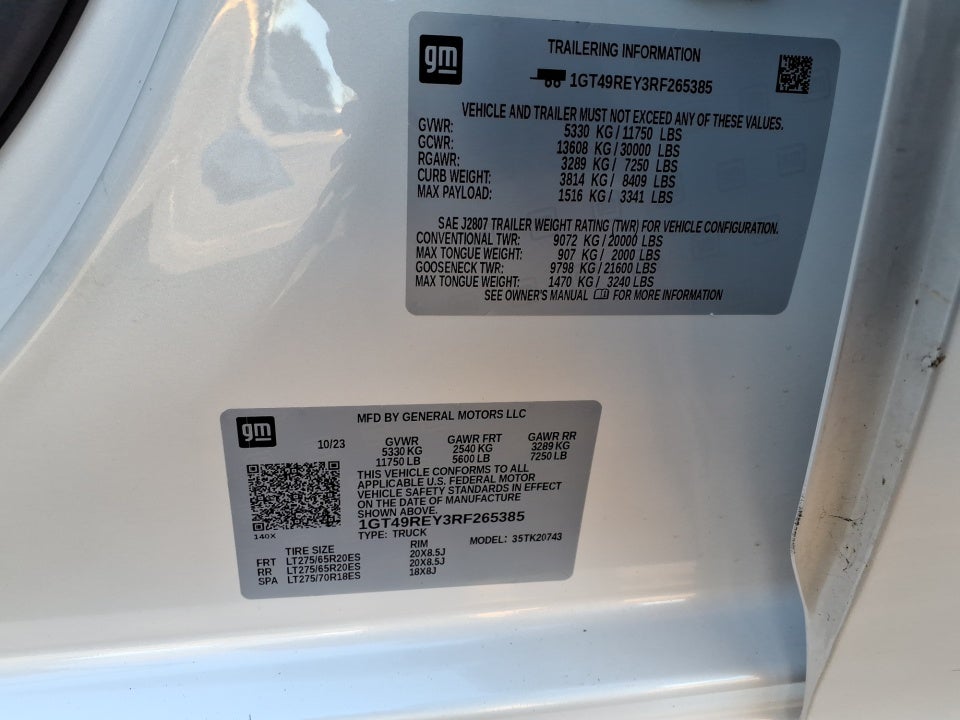 gm
TRAILERING INFORMATION
1GT49REY3RF265385
VEHICLE AND TRAILER MUST NOT EXCEED ANY OF THESE VALUES.
GVWR: 5330 KG / 11750 LBS
GCWR: 13608 KG / 30000 LBS
RGAWR: 3289 KG / 7250 LBS
CURB WEIGHT: 3814 KG / 8409 LBS
MAX PAYLOAD: 1516 KG / 3341 LBS
SAE J2807 TRAILER WEIGHT RATING (TWR) FOR VEHICLE CONFIGURATION.
CONVENTIONAL TWR: 9072 KG / 20000 LBS
MAX TONGUE WEIGHT: 907 KG / 2000 LBS
GOOSENECK TWR: 9798 KG / 21600 LBS
MAX TONGUE WEIGHT: 1470 KG / 3240 LBS
SEE OWNER'S MANUAL FOR MORE INFORMATION
gm
MFD BY GENERAL MOTORS LLC
10/23 GVWR GAWR FRT GAWR RR
5330 KG 2540 KG 3289 KG
11750 LB 5600 LB 7250 LB
THIS VEHICLE CONFORMS TO ALL
APPLICABLE U.S. FEDERAL MOTOR
VEHICLE SAFETY STANDARDS IN EFFECT
ON THE DATE OF MANUFACTURE
SHOWN ABOVE.
1GT49REY3RF265385
140X TYPE: TRUCK MODEL: 35TK20743
TIRE SIZE RIM
FRT LT275/65R20ES 20X8.5J
RR LT275/65R20ES 20X8.5J
SPA LT275/70R18ES 18X8J